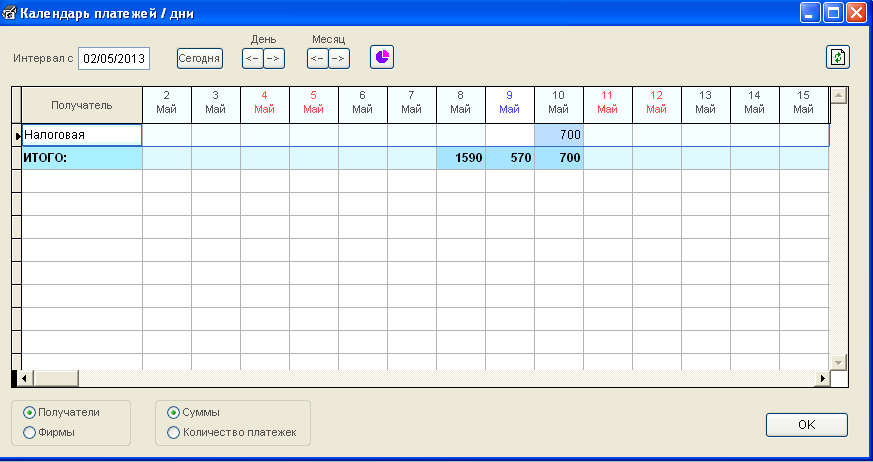 Календарь платежей / дни
День Месяц
Интервал с 02/05/2013 Сегодня <- -> <- ->
Получатель 2 Май 3 Май 4 Май 5 Май 6 Май 7 Май 8 Май 9 Май 10 Май 11 Май 12 Май 13 Май 14 Май 15 Май
Налоговая 700
ИТОГО: 1590 570 700
Получатели Суммы
Фирмы Количество платежек
OK